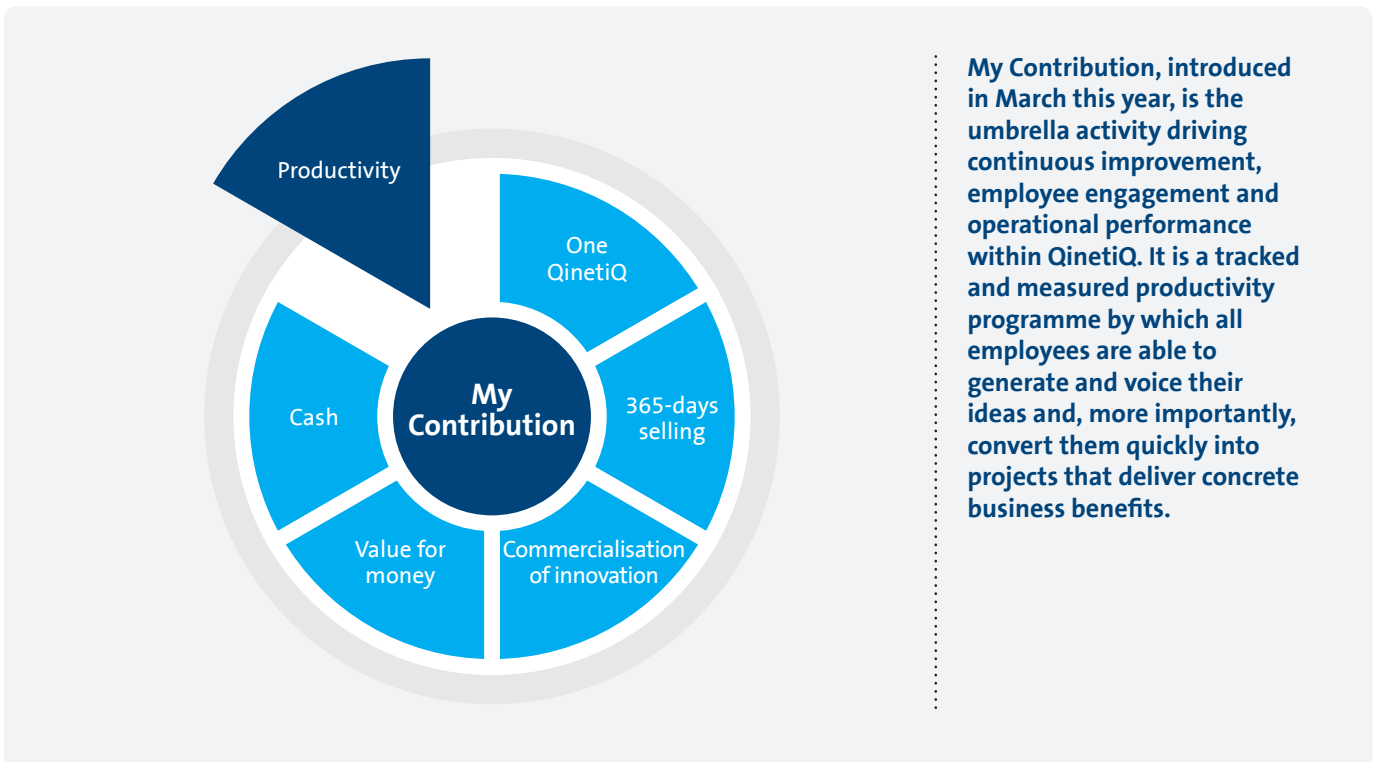 Productivity
One
QinetiQ
365-days
selling
Commercialisation
of innovation
Value for
money
Cash
My
Contribution
My Contribution, introduced
in March this year, is the
umbrella activity driving
continuous improvement,
employee engagement and
operational performance
within QinetiQ. It is a tracked
and measured productivity
programme by which all
employees are able to
generate and voice their
ideas and, more importantly,
convert them quickly into
projects that deliver concrete
business benefits.